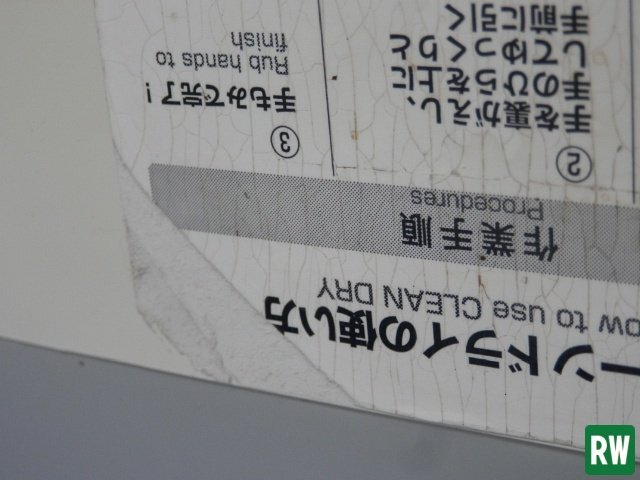 ーンドライの使い方
ow to use CLEAN DRY
作業手順
Procedures
②
手を裏がえし、
手のひらを上に
してゆっくりと
手前に引く
③
手もみで完了!
Rub hands to
finish
RW